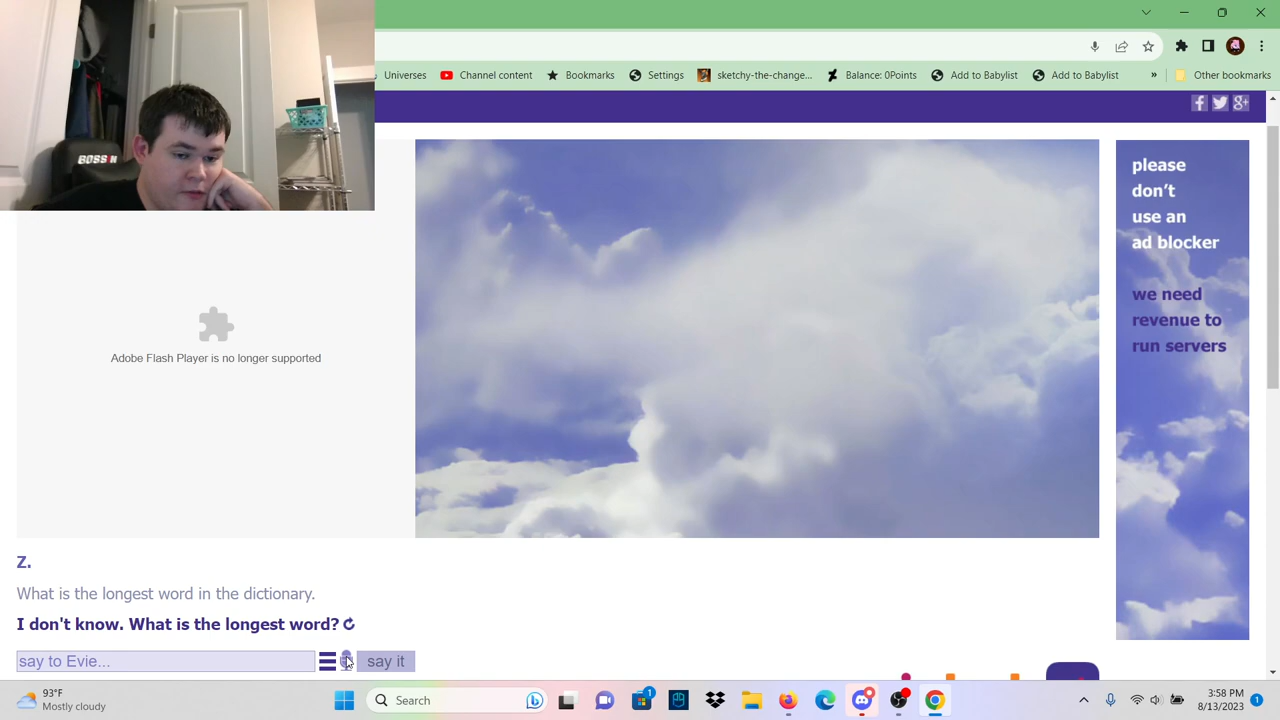 Universes
Channel content
Bookmarks
Settings
sketchy-the-change...
Balance: 0Points
Add to Babylist
Add to Babylist
»
Other bookmarks
BOSSIN
please
don't
use an
ad blocker
we need
revenue to
run servers
Adobe Flash Player is no longer supported
Z.
What is the longest word in the dictionary.
I don't know. What is the longest word?
say to Evie...
say it
93°F
Mostly cloudy
Search
1
3:58 PM
8/13/2023
1